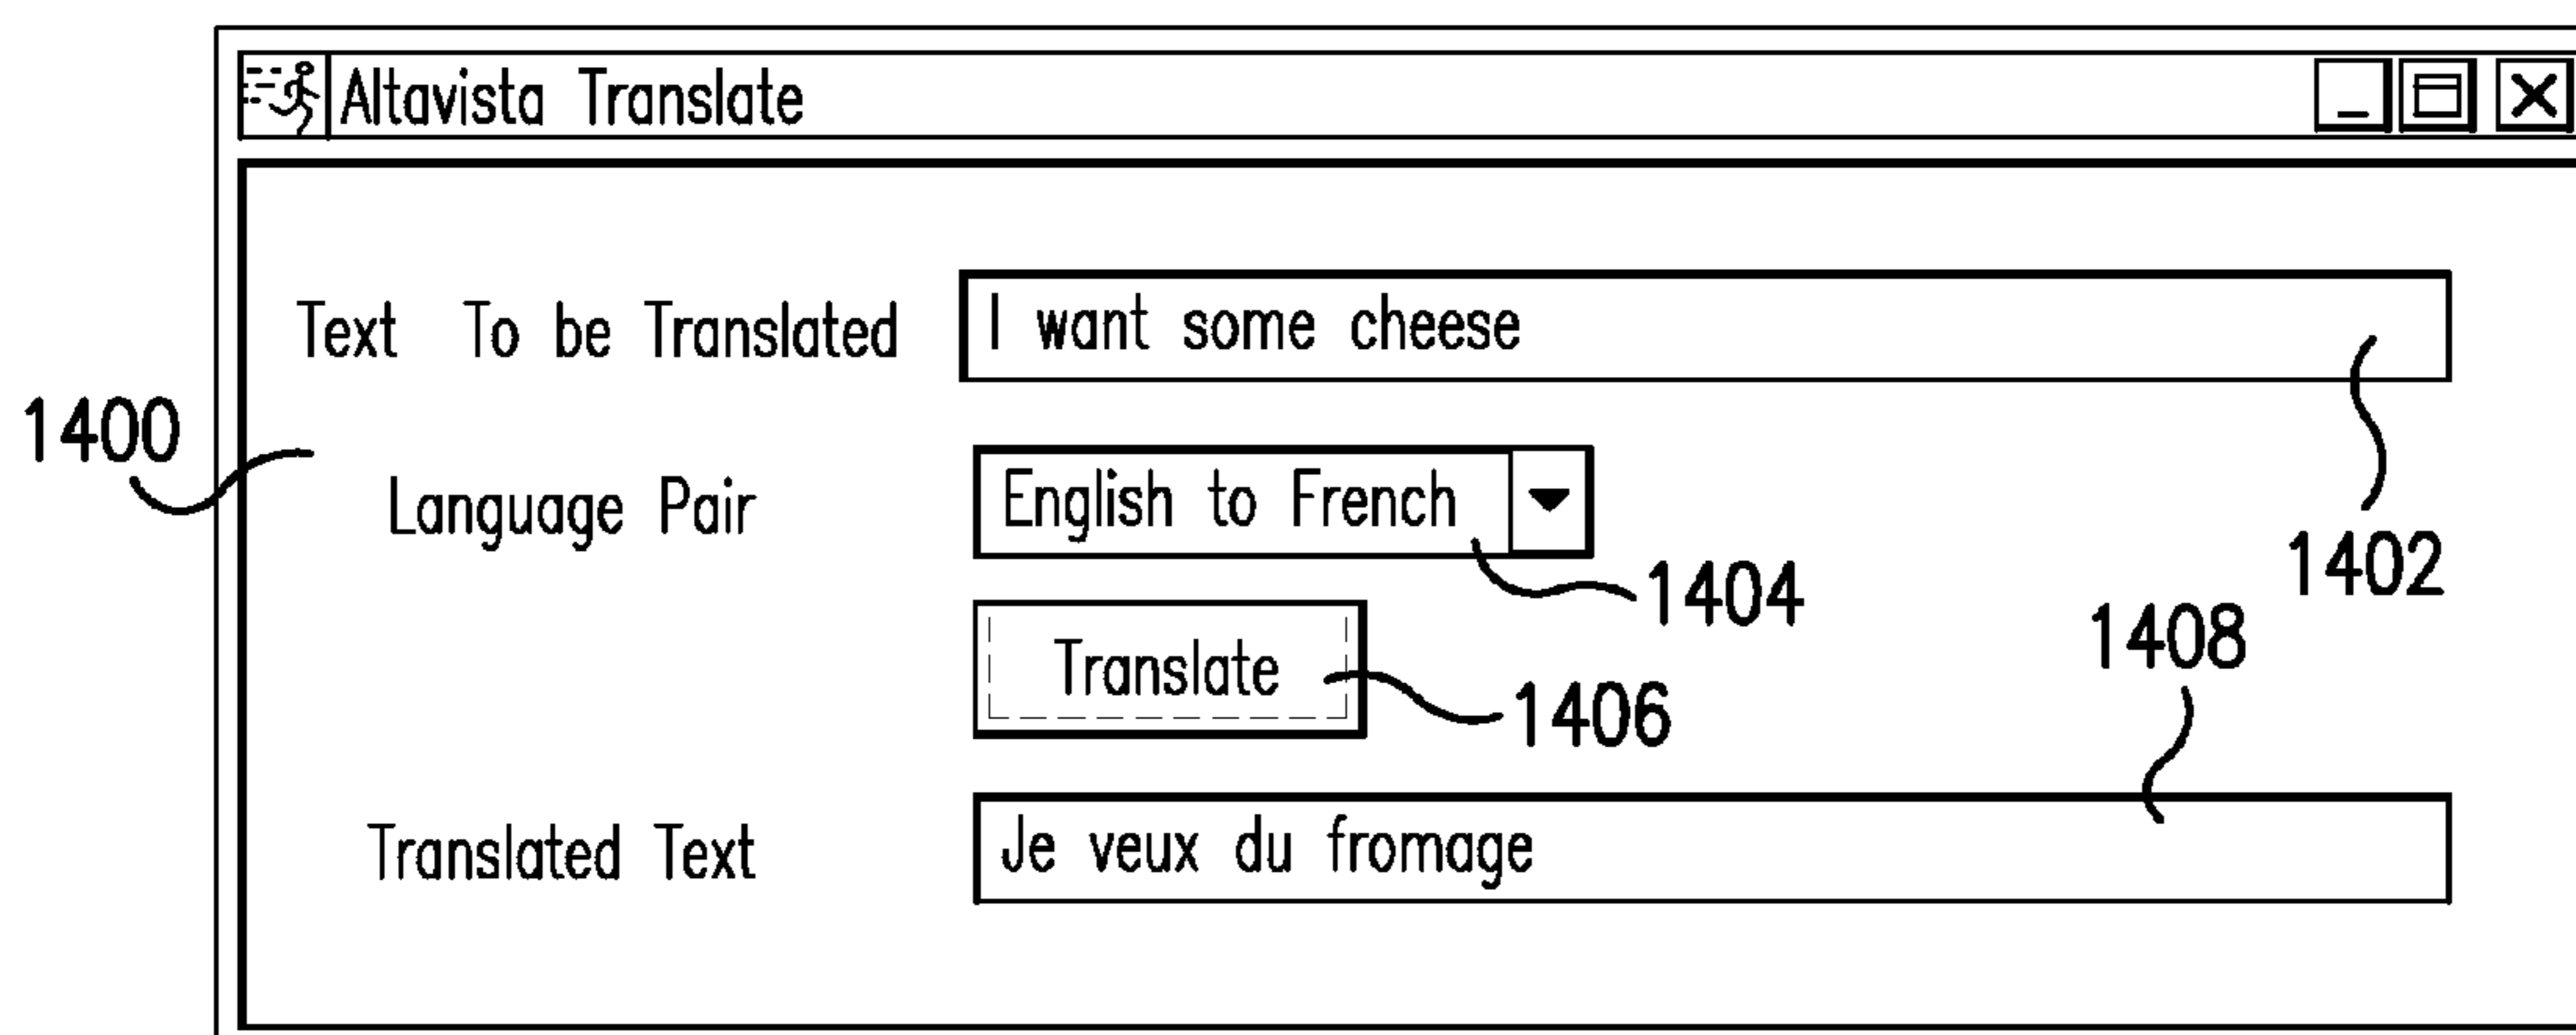 Altavista Translate
Text To be Translated
I want some cheese
1400
Language Pair
English to French
1402
1404
Translate
1406
1408
Translated Text
Je veux du fromage